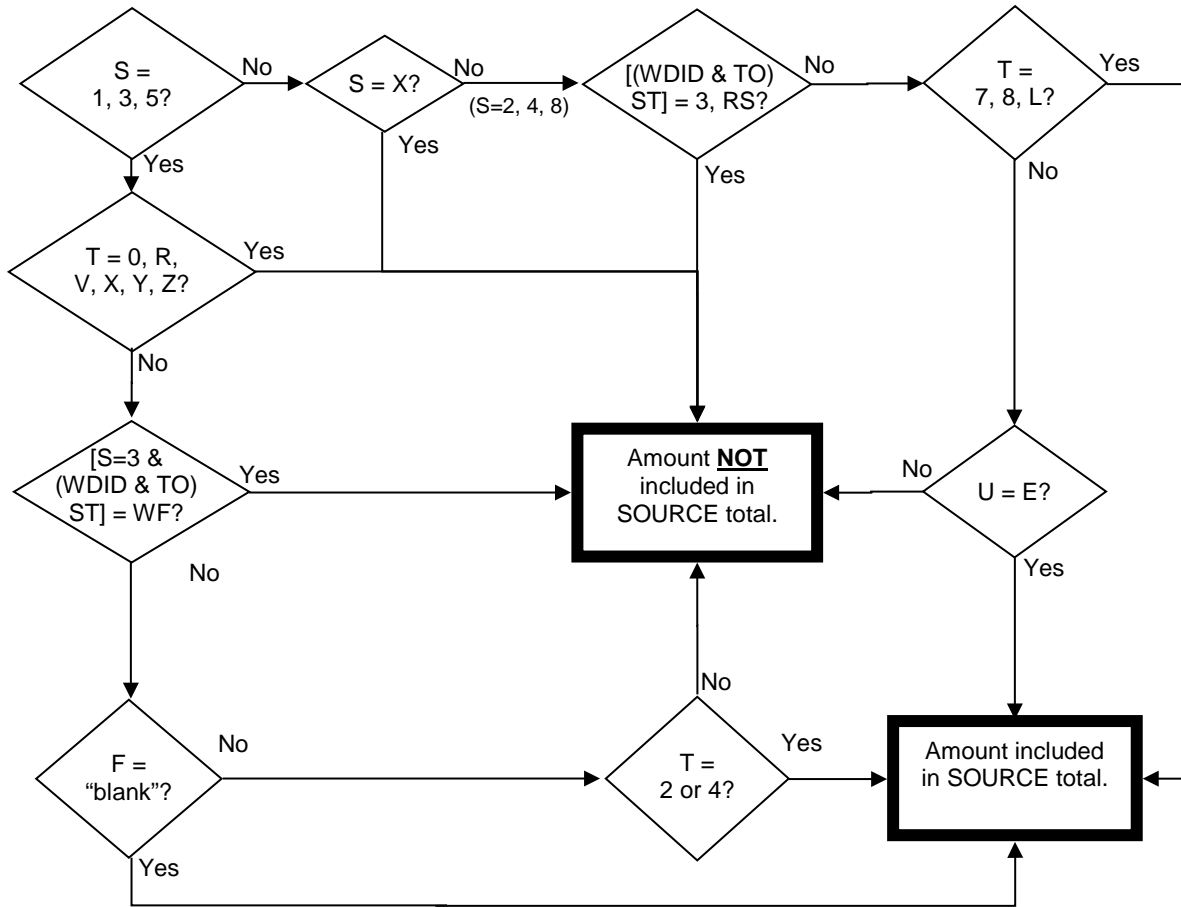 S =
1, 3, 5?
No
S = X?
No
(S=2, 4, 8)
[(WDID & TO)
ST] = 3, RS?
No
T =
7, 8, L?
Yes
Yes
Yes
Yes
No
T = 0, R,
V, X, Y, Z?
Yes
No
[S=3 &
(WDID & TO)
ST] = WF?
Yes
No
Amount NOT
included in
SOURCE total.
No
U = E?
Yes
F =
“blank”?
No
Yes
T =
2 or 4?
No
Yes
Amount included
in SOURCE total.